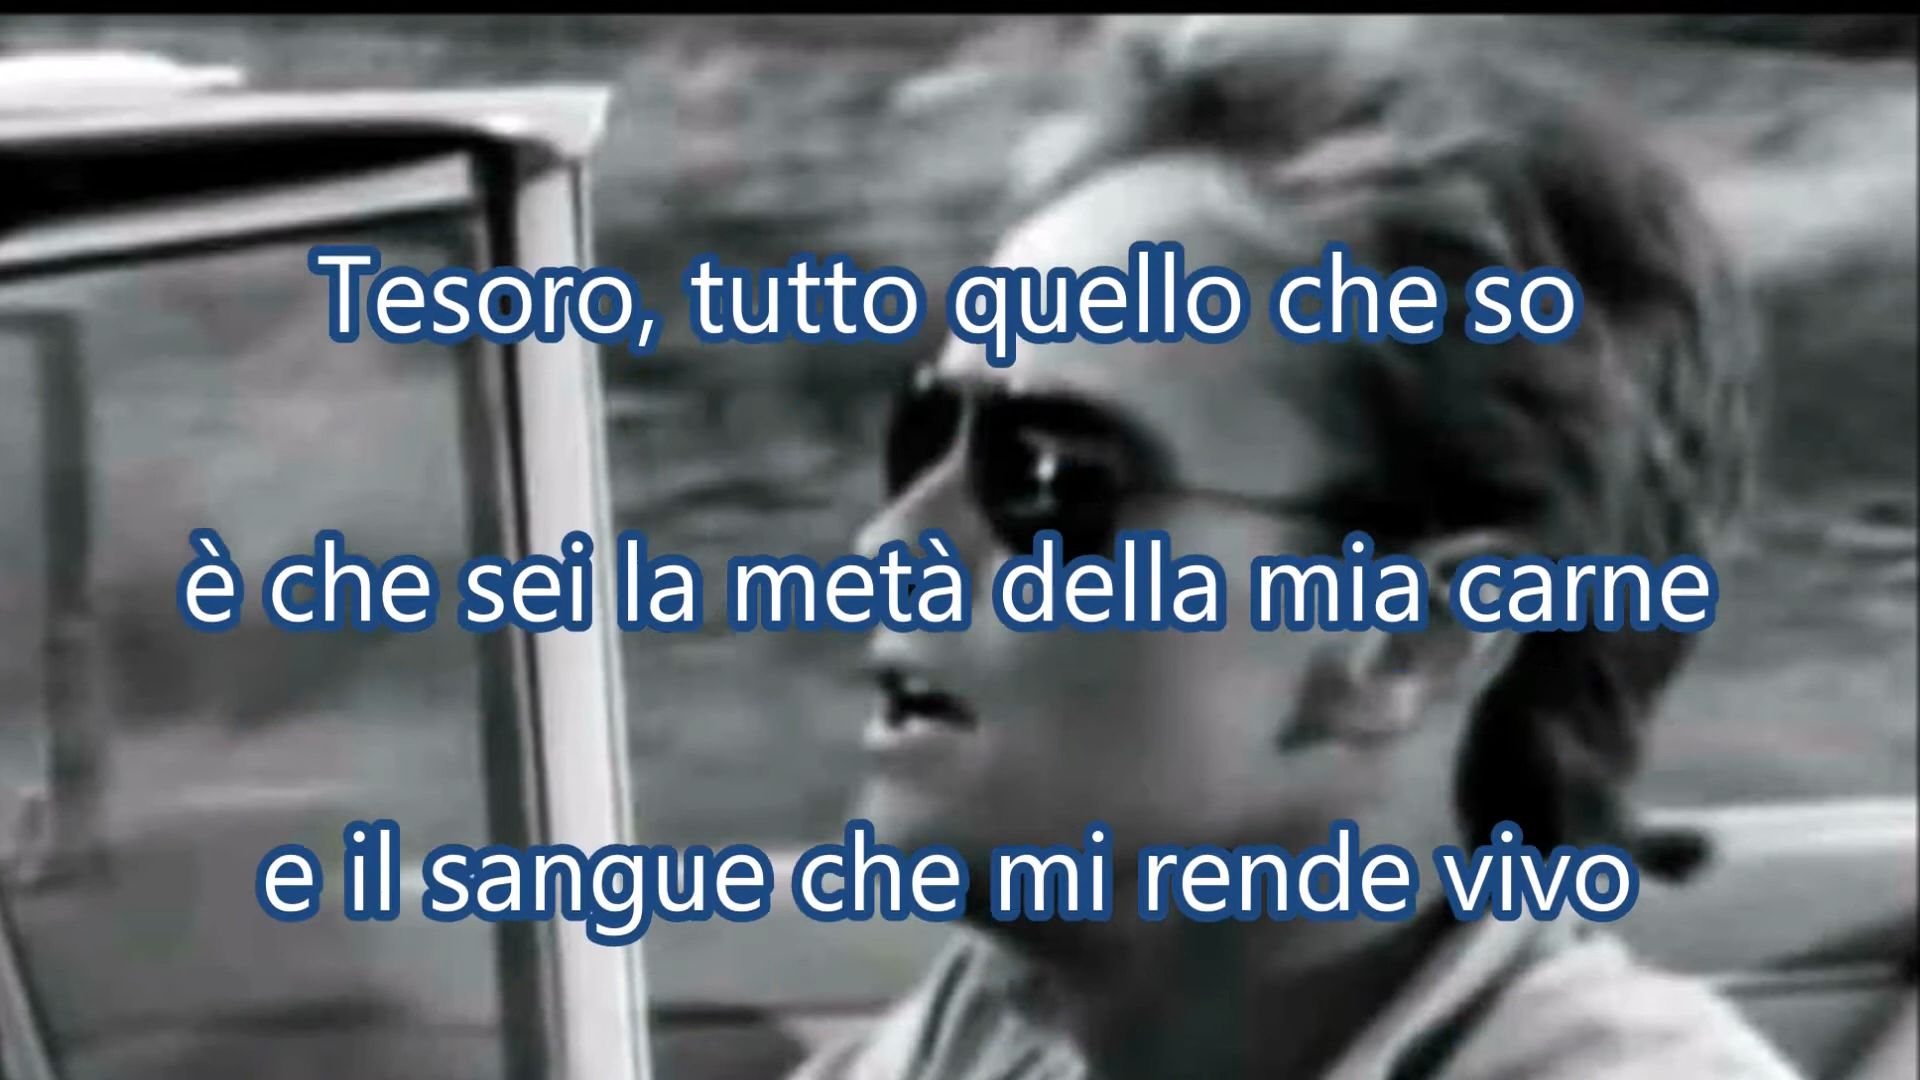 Tesoro, tutto quello che so
è che sei la metà della mia carne
e il sangue che mi rende vivo